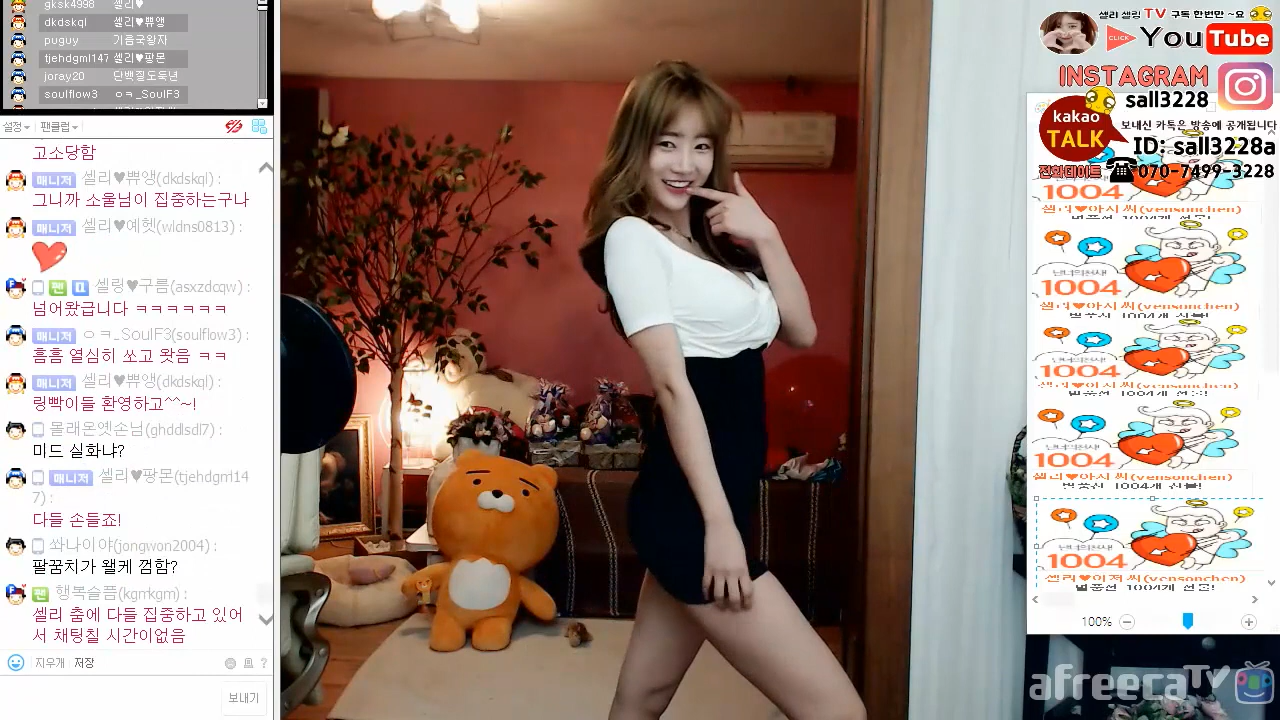 gksk4998 셀리♥
dkdskql 셀리♥쀼앵
puguy 기름국왕자
tjehdgml147 셀리♥팡몬
joray20 단백질도둑년
soulflow3 ㅇㅋ_SoulF3
설정 팬클럽
고소당함
매니저 셀리♥쀼앵(dkdskql) :
그니까 소울님이 집중하는구나
매니저 셀리♥예헷(wldns0813) :
팬 셀링♥구름(asxzdcqw) :
넘어왔급니다 ㅋㅋㅋㅋㅋㅋ
매니저 ㅇㅋ_SoulF3(soulflow3) :
흠흠 열심히 쏘고 왓음 ㅋㅋ
매니저 셀리♥쀼앵(dkdskql) :
링빡이들 환영하고^^~!
몰래온옛손님(ghddlsdl7) :
미드 실화냐?
매니저 셀리♥팡몬(tjehdgml14
7) :
다들 손들죠!
쏴나이야(jongwon2004) :
팔꿈치가 왤케 껌함?
팬 행복슬픔(kgmkgm) :
셀리 춤에 다들 집중하고 있어
서 채팅칠 시간이없음
지우개 저장 ?
보내기
셀리 셀링 TV 구독 한번만 ~요
CLICK YouTube
INSTAGRAM
sall3228
kakao TALK
보내신 카톡은 방송에 공개됩니다
ID: sall3228a
전화데이트 ☎070-7499-3228
1004
1004
1004
1004
1004
100%
afreecaTV